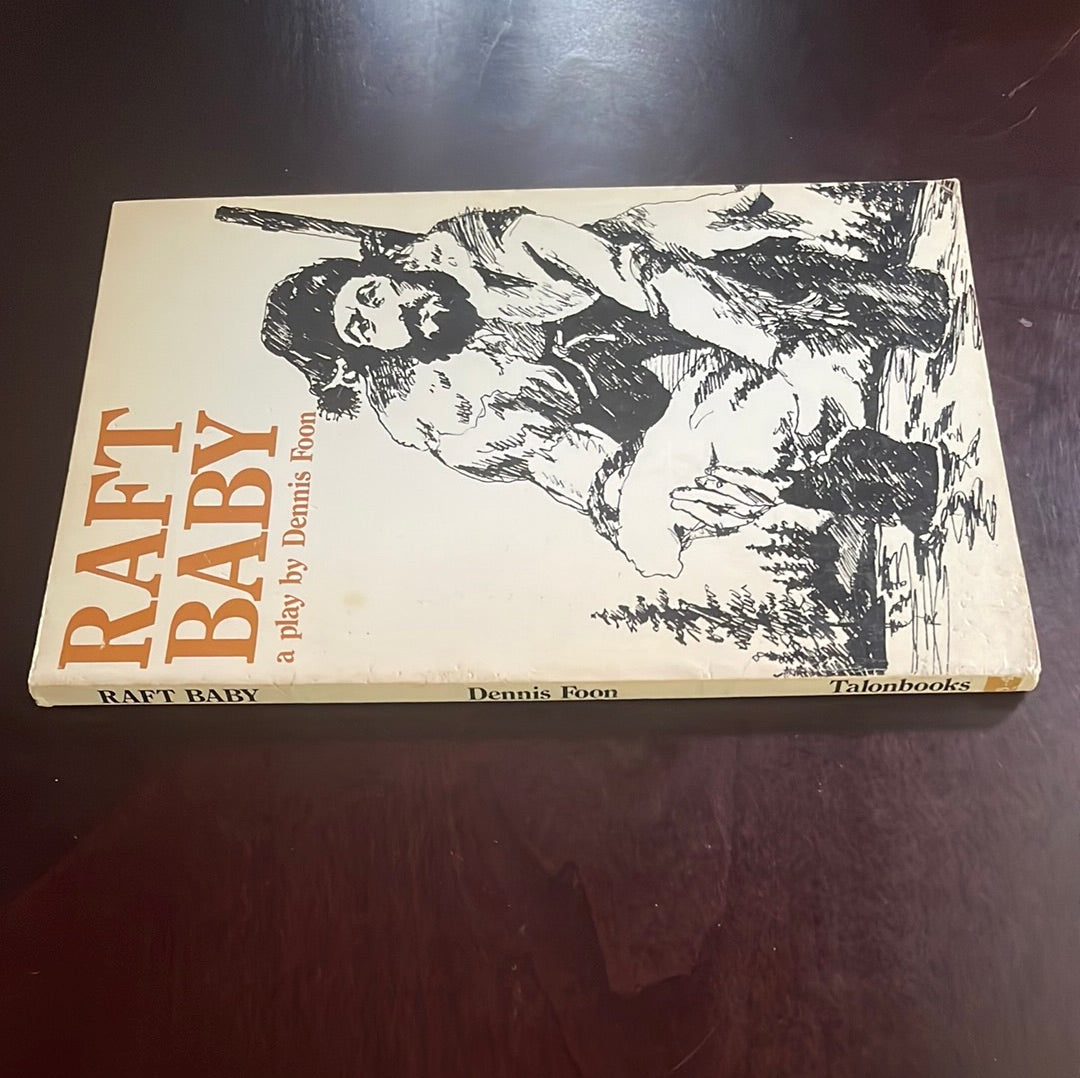 RAFT
BABY
a play by Dennis Foon
RAFT BABY
Dennis Foon
Talonbooks